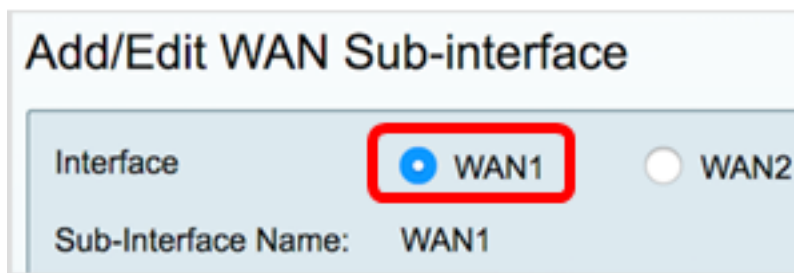 Add/Edit WAN Sub-interface
Interface WAN1 WAN2
Sub-Interface Name: WAN1